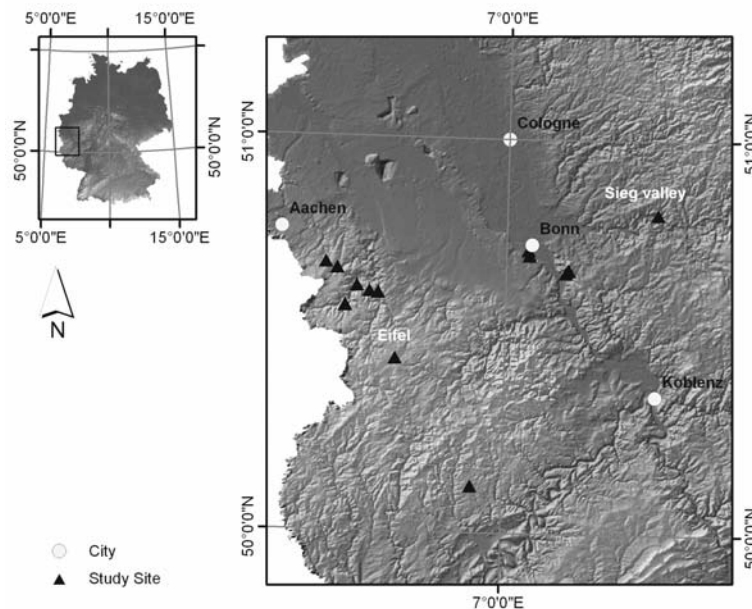 5°0'0"E
15°0'0"E
50°0'0"N
50°0'0"N
5°0'0"E
15°0'0"E
N
City
Study Site
7°0'0"E
51°0'0"N
51°0'0"N
Cologne
Sieg valley
Aachen
Bonn
Eifel
Koblenz
50°0'0"N
50°0'0"N
7°0'0"E